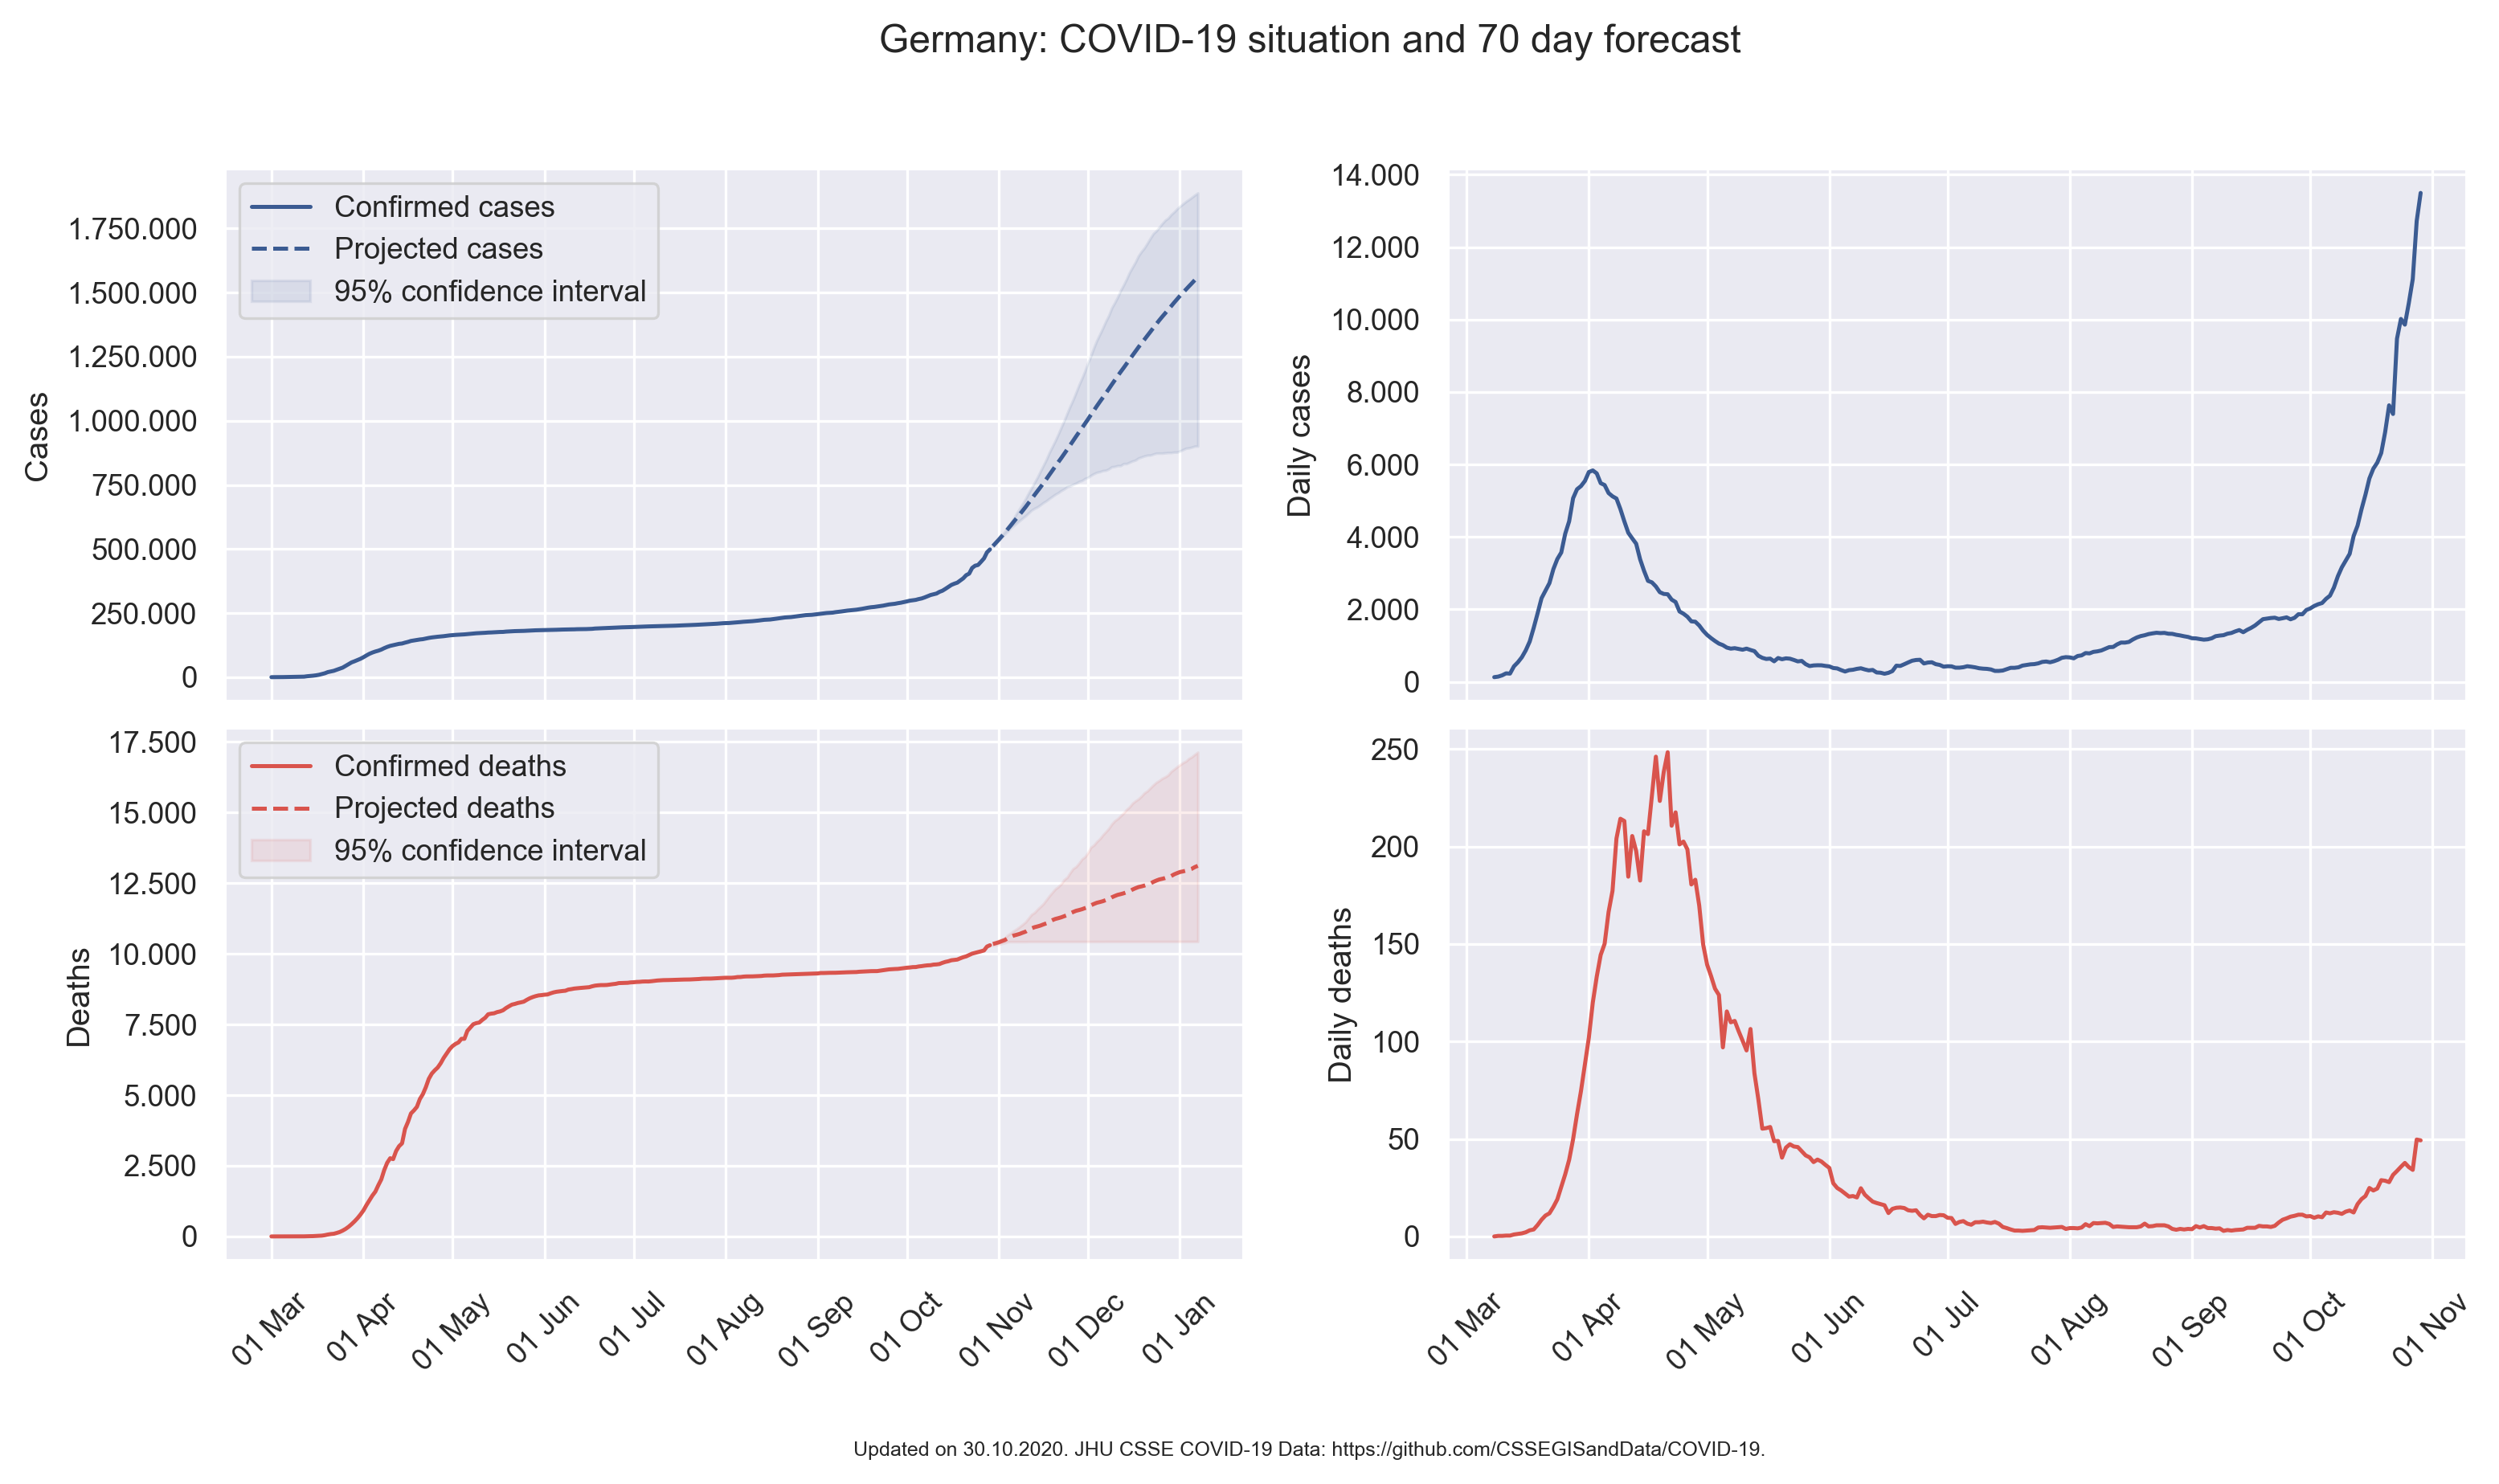 Germany: COVID-19 situation and 70 day forecast
Cases
1.750.000
1.500.000
1.250.000
1.000.000
750.000
500.000
250.000
0
Confirmed cases
Projected cases
95% confidence interval
Daily cases
14.000
12.000
10.000
8.000
6.000
4.000
2.000
0
Deaths
17.500
15.000
12.500
10.000
7.500
5.000
2.500
0
Confirmed deaths
Projected deaths
95% confidence interval
01 Mar
01 Apr
01 May
01 Jun
01 Jul
01 Aug
01 Sep
01 Oct
01 Nov
01 Dec
01 Jan
Daily deaths
250
200
150
100
50
0
01 Mar
01 Apr
01 May
01 Jun
01 Jul
01 Aug
01 Sep
01 Oct
01 Nov
Updated on 30.10.2020. JHU CSSE COVID-19 Data: https://github.com/CSSEGISandData/COVID-19.